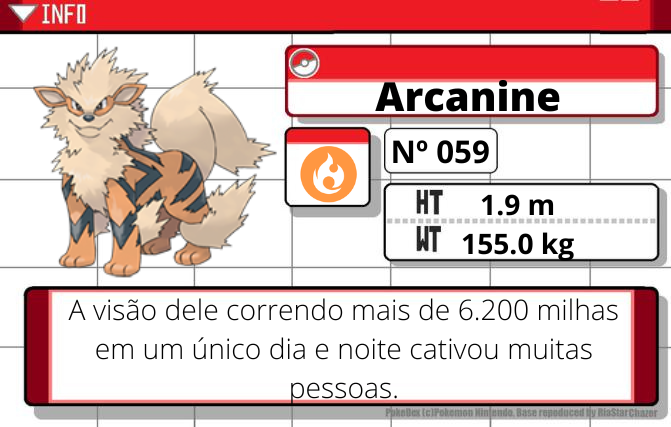 INFO
Arcanine
Nº 059
HT 1.9 m
WT 155.0 kg
A visão dele correndo mais de 6.200 milhas
em um único dia e noite cativou muitas
pessoas.
PokeDex (c)Pokemon Nintendo. Base reproduced by RiaStarChazer